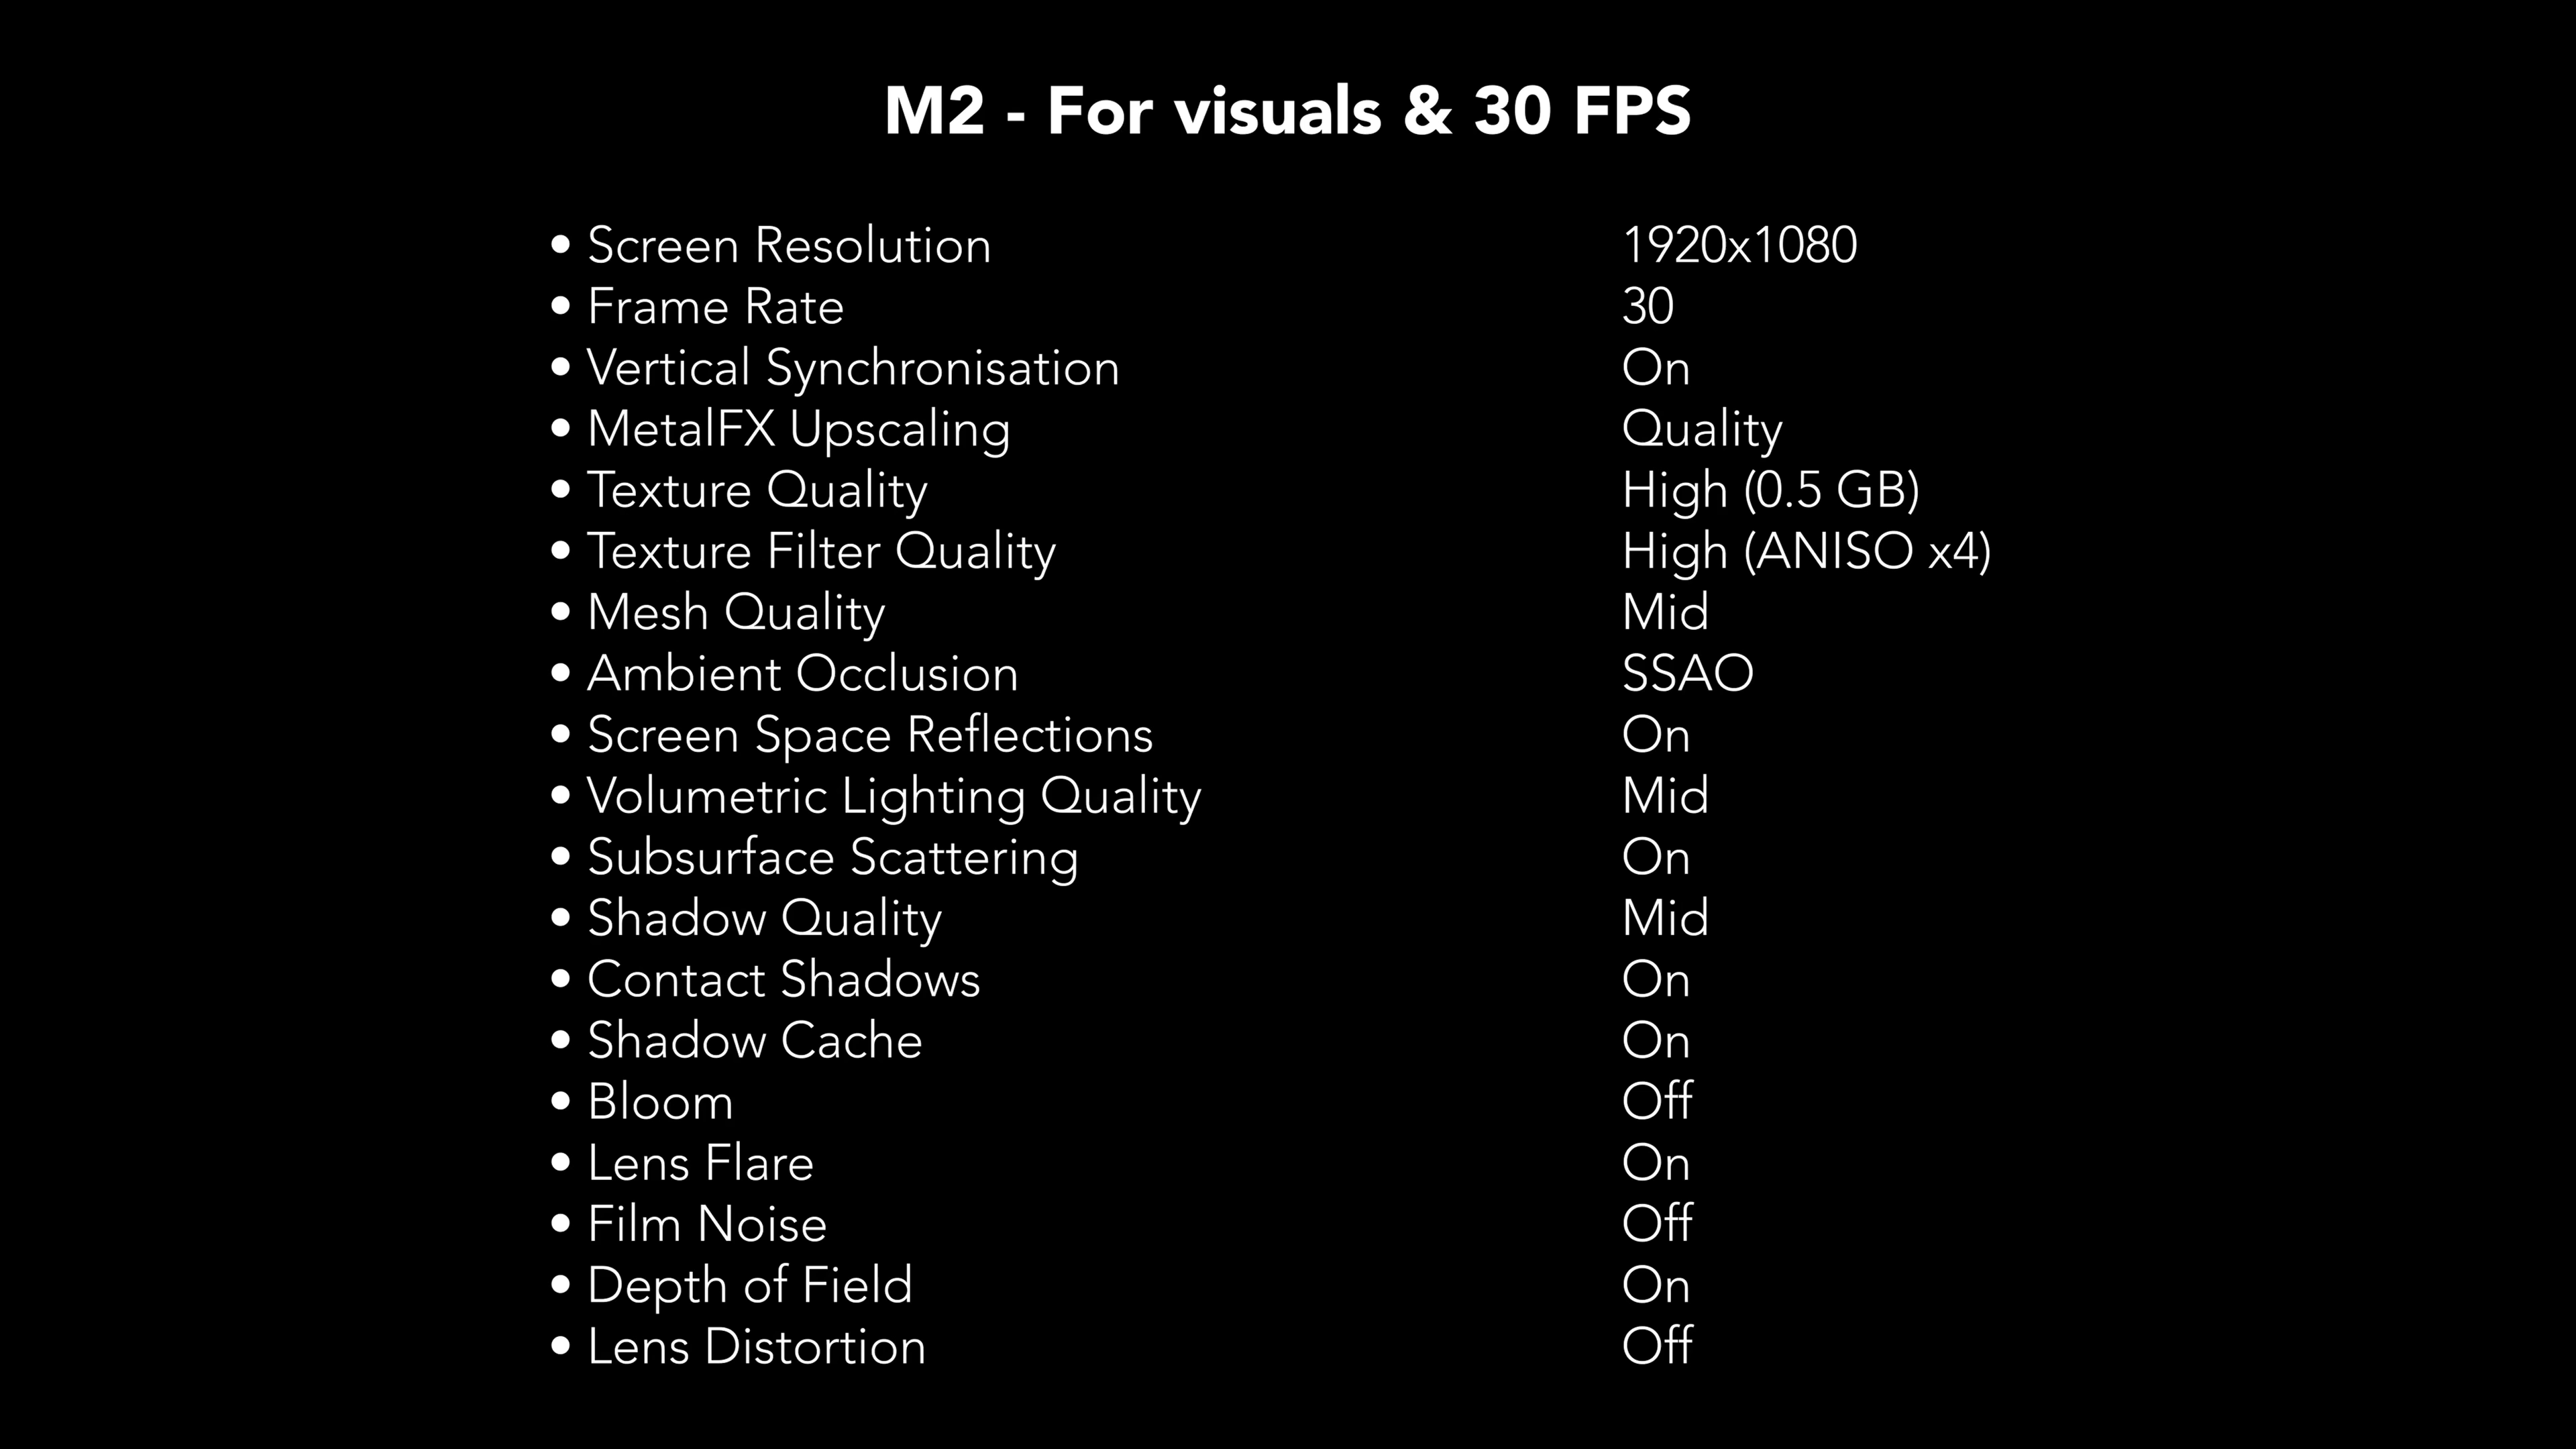 M2 - For visuals & 30 FPS
• Screen Resolution 1920x1080
• Frame Rate 30
• Vertical Synchronisation On
• MetalFX Upscaling Quality
• Texture Quality High (0.5 GB)
• Texture Filter Quality High (ANISO x4)
• Mesh Quality Mid
• Ambient Occlusion SSAO
• Screen Space Reflections On
• Volumetric Lighting Quality Mid
• Subsurface Scattering On
• Shadow Quality Mid
• Contact Shadows On
• Shadow Cache On
• Bloom Off
• Lens Flare On
• Film Noise Off
• Depth of Field On
• Lens Distortion Off